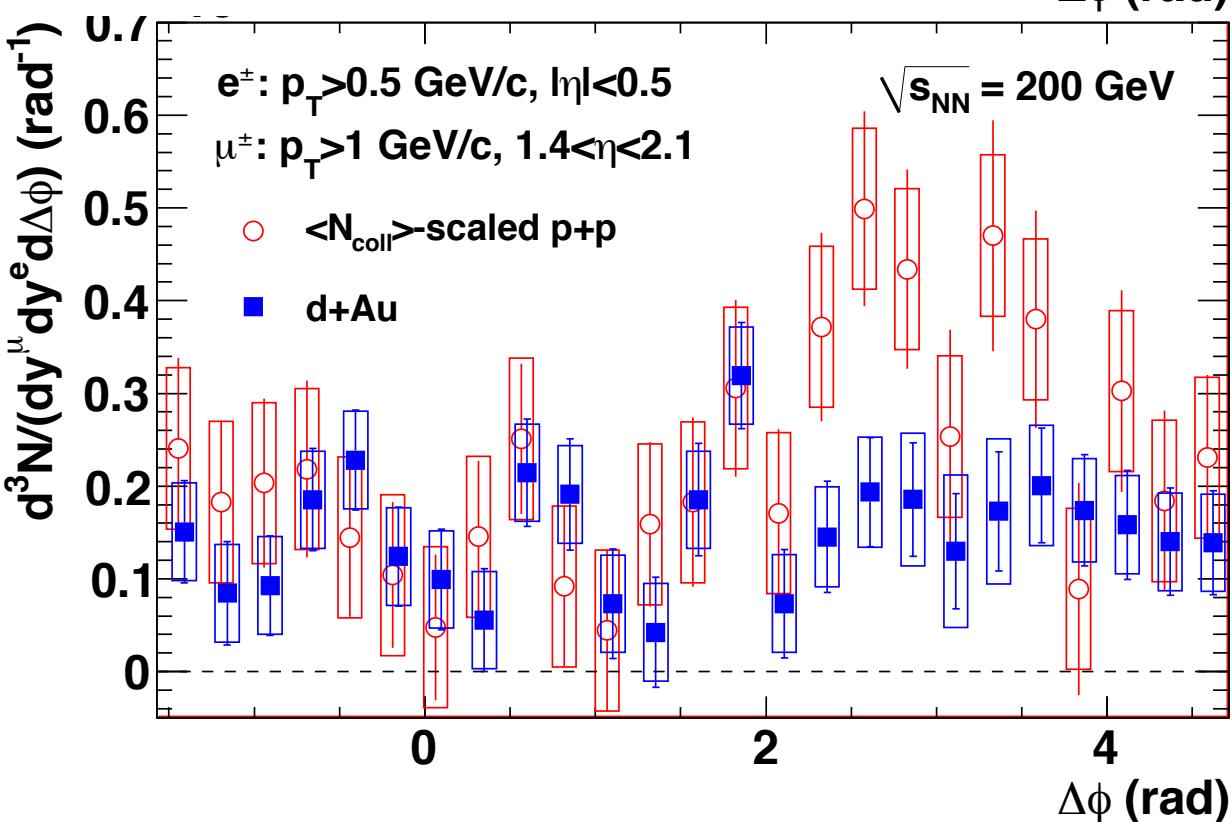 Δϕ (rad)
e±: pT>0.5 GeV/c, |η|<0.5
√sNN = 200 GeV
μ±: pT>1 GeV/c, 1.4<η<2.1
<Ncoll>-scaled p+p
d+Au
d³N/(dyμdyedΔϕ) (rad⁻¹)
0.7
0.6
0.5
0.4
0.3
0.2
0.1
0
0 2 4
Δϕ (rad)